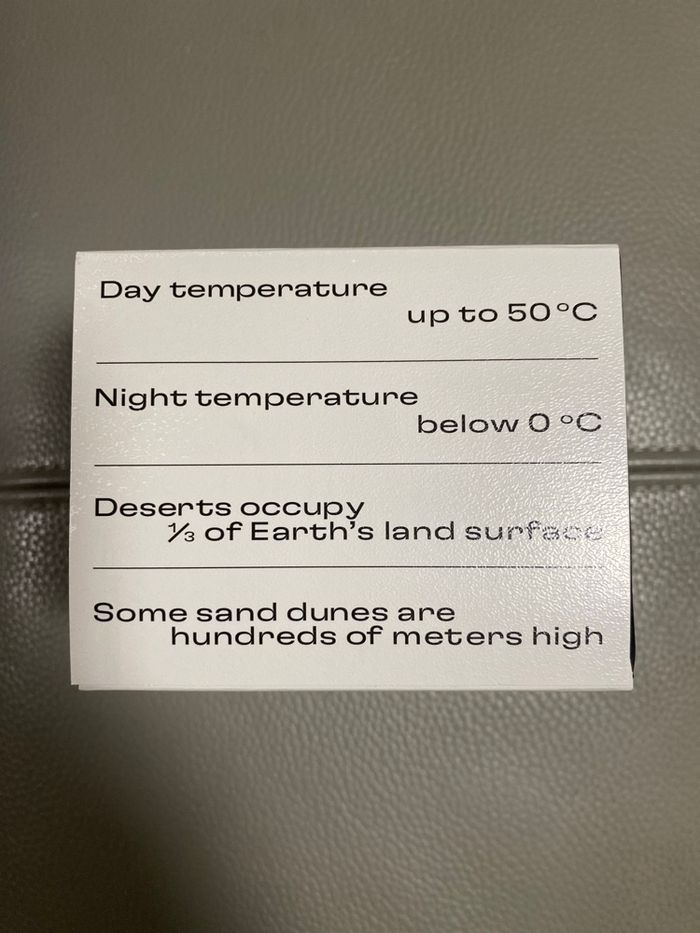 Day temperature
up to 50°C
Night temperature
below 0 °C
Deserts occupy
⅓ of Earth's land surface
Some sand dunes are
hundreds of meters high